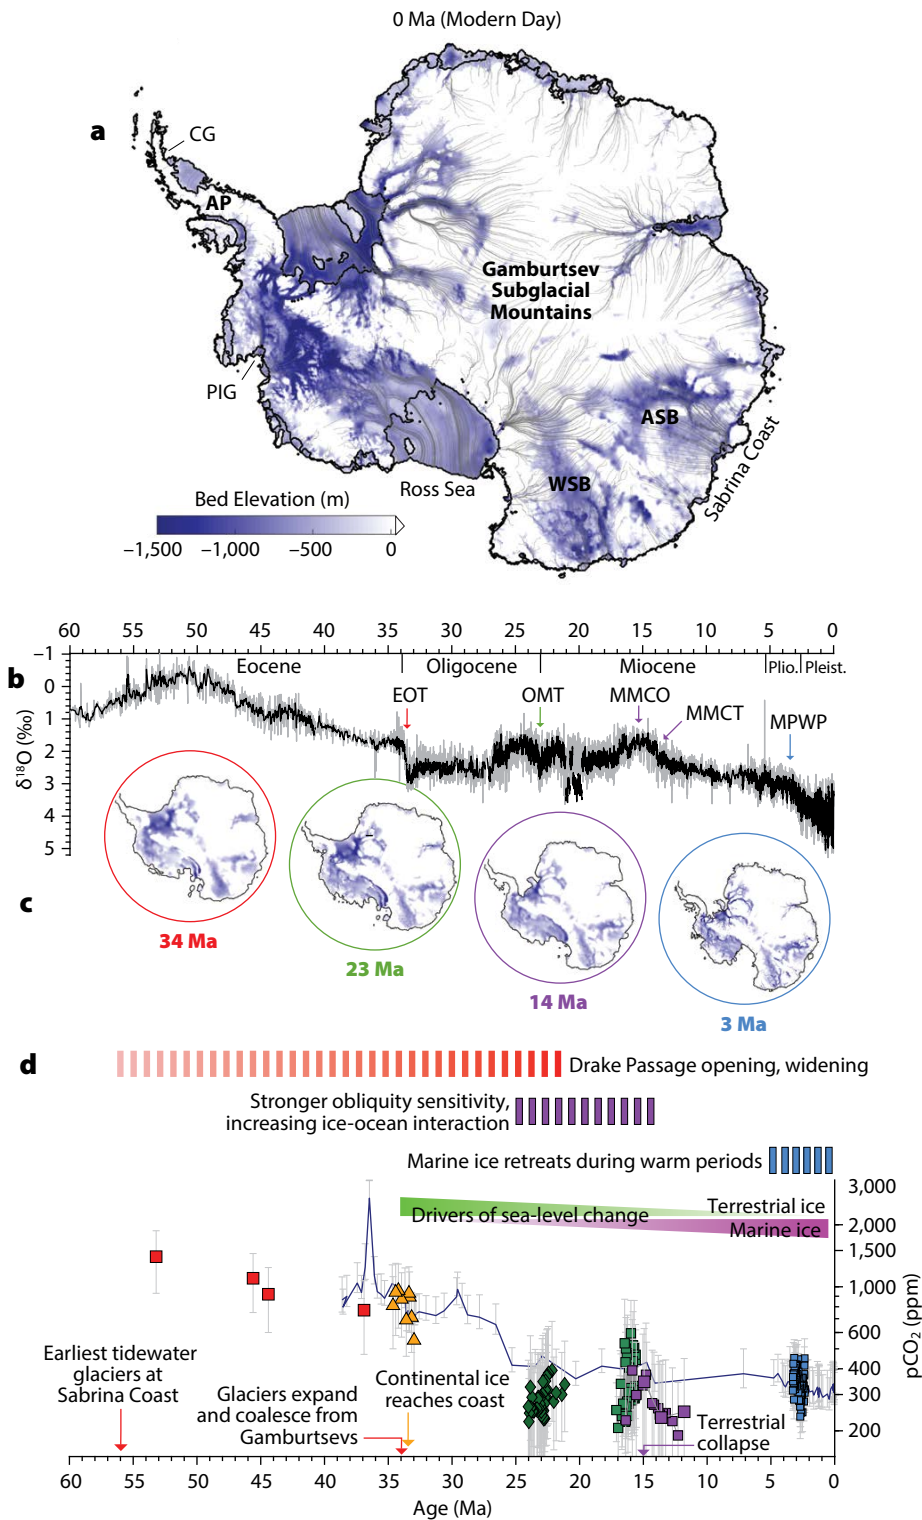 0 Ma (Modern Day)
a
CG
AP
Gamburtsev
Subglacial
Mountains
PIG
ASB
WSB
Sabrina Coast
Ross Sea
Bed Elevation (m)
−1,500 −1,000 −500 0
60 55 50 45 40 35 30 25 20 15 10 5 0
b
Eocene Oligocene Miocene Plio. Pleist.
EOT OMT MMCO MMCT MPWP
δ¹⁸O (‰)
−1
0
1
2
3
4
5
c
34 Ma
23 Ma
14 Ma
3 Ma
d
Drake Passage opening, widening
Stronger obliquity sensitivity,
increasing ice-ocean interaction
Marine ice retreats during warm periods
Drivers of sea-level change
Terrestrial ice
Marine ice
3,000
2,000
1,500
1,000
600
400
300
200
pCO₂ (ppm)
Earliest tidewater
glaciers at
Sabrina Coast
Glaciers expand
and coalesce from
Gamburtsevs
Continental ice
reaches coast
Terrestrial
collapse
60 55 50 45 40 35 30 25 20 15 10 5 0
Age (Ma)